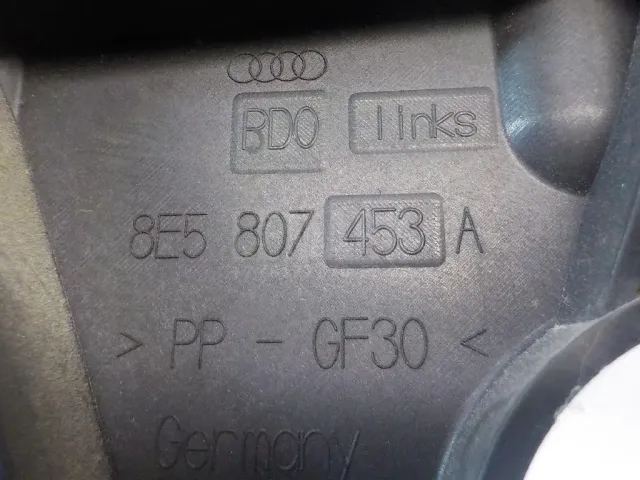 BDO links
8E5 807 453 A
> PP - GF30 <
Germany